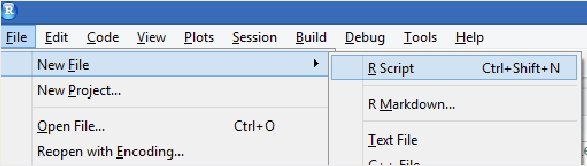 R
File Edit Code View Plots Session Build Debug Tools Help
New File R Script Ctrl+Shift+N
New Project... R Markdown...
Open File... Ctrl+O Text File
Reopen with Encoding... C++ File